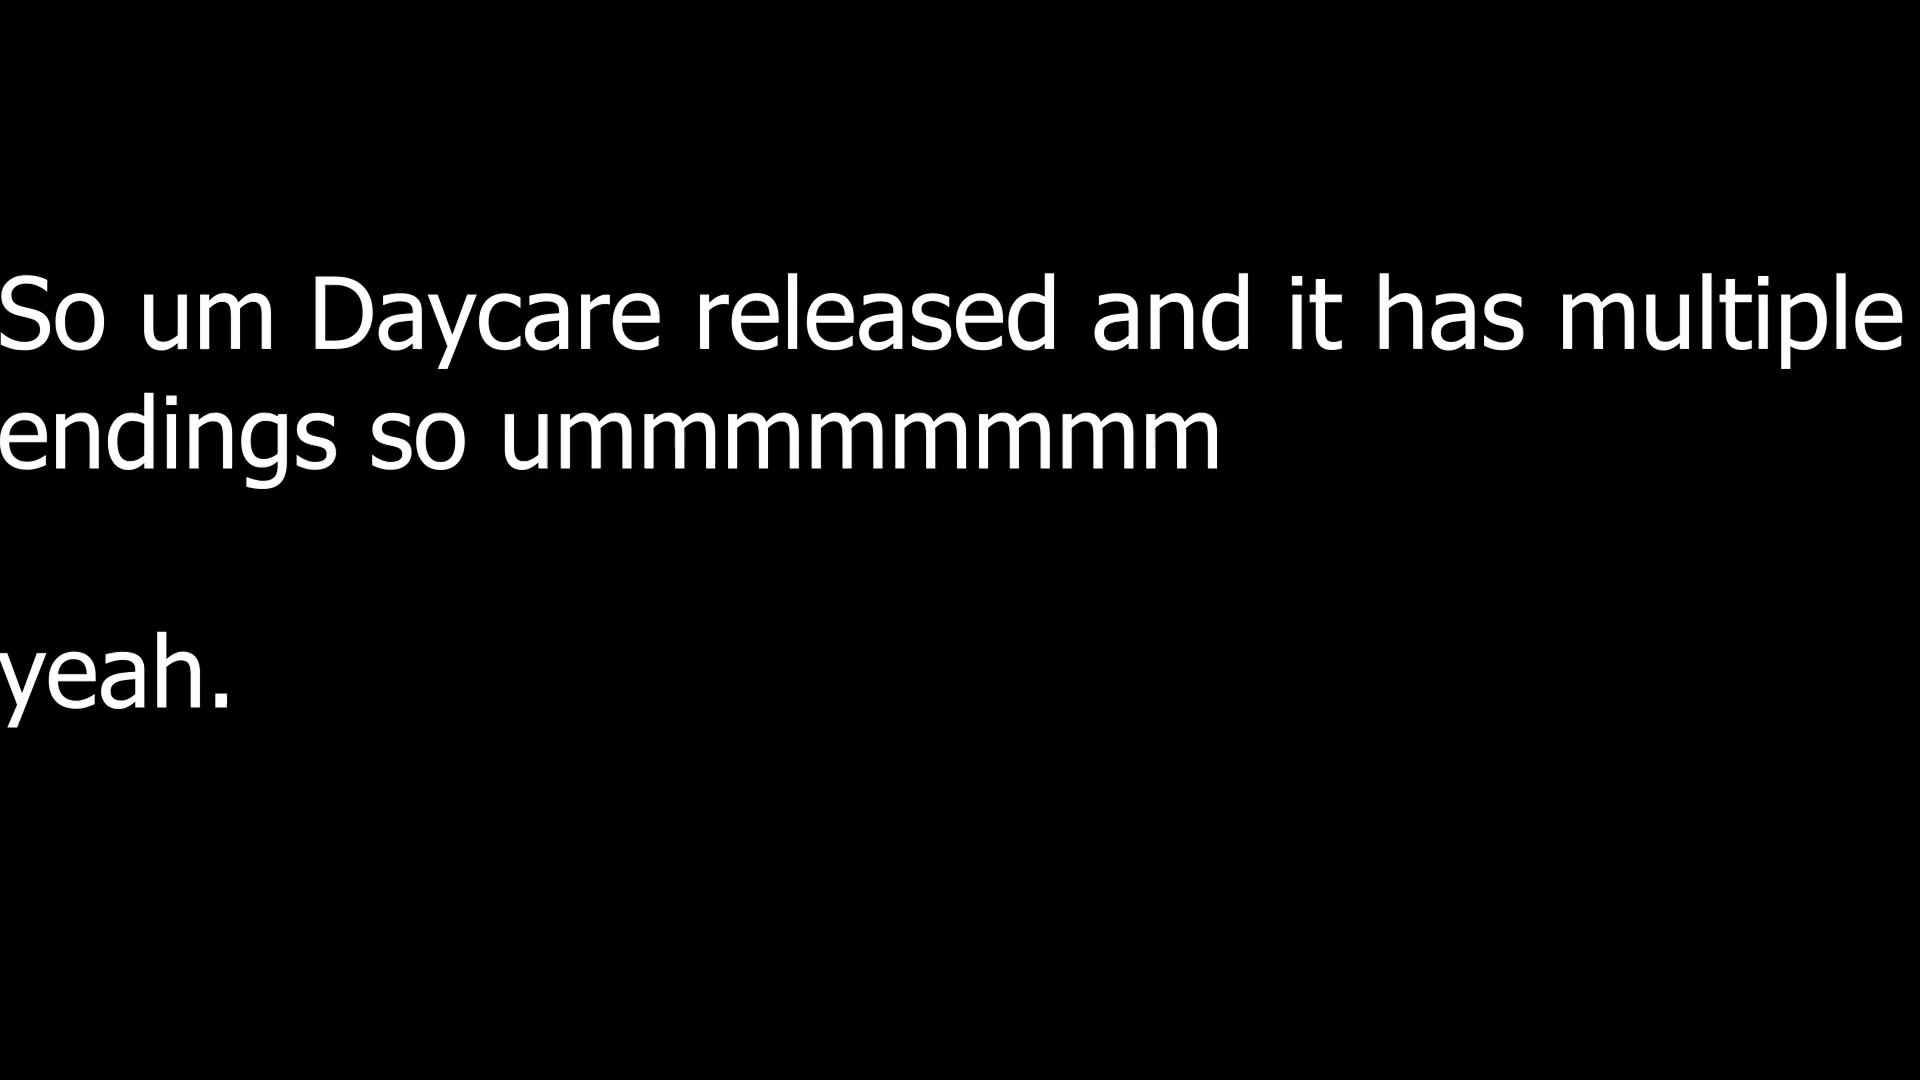 So um Daycare released and it has multiple
endings so ummmmmmmm
yeah.